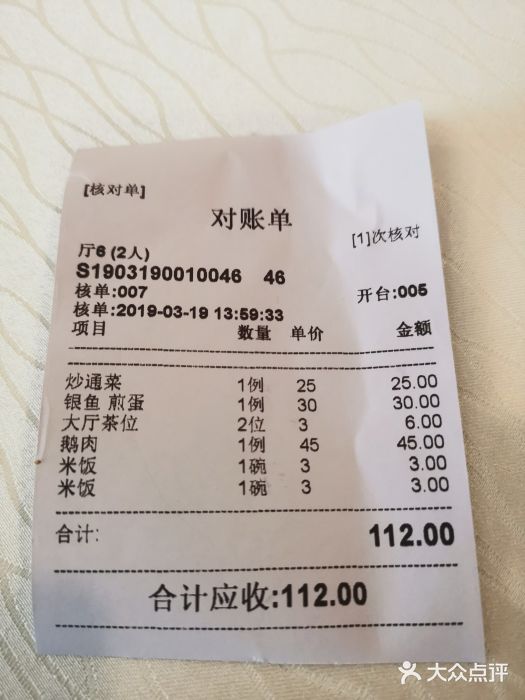 [核对单]
对账单
[1]次核对
厅6 (2人)
S1903190010046 46
核单:007 开台:005
核单:2019-03-19 13:59:33
项目 数量 单价 金额
炒通菜 1例 25 25.00
银鱼 煎蛋 1例 30 30.00
大厅茶位 2位 3 6.00
鹅肉 1例 45 45.00
米饭 1碗 3 3.00
米饭 1碗 3 3.00
合计: 112.00
合计应收:112.00
大众点评